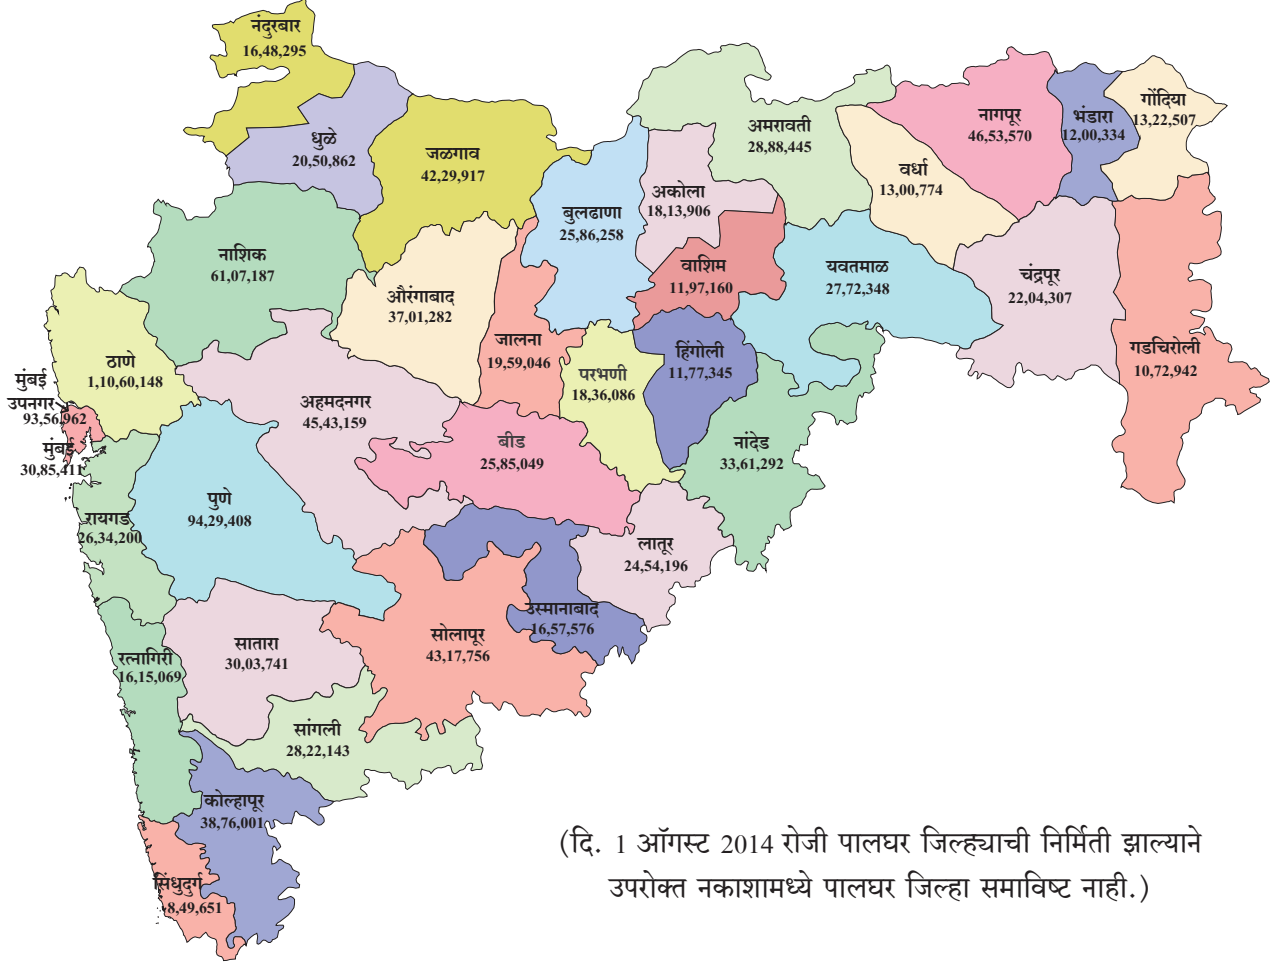 नंदुरबार
16,48,295
धुळे
20,50,862
जळगाव
42,29,917
बुलढाणा
25,86,258
अकोला
18,13,906
अमरावती
28,88,445
वर्धा
13,00,774
नागपूर
46,53,570
भंडारा
12,00,334
गोंदिया
13,22,507
नाशिक
61,07,187
औरंगाबाद
37,01,282
जालना
19,59,046
वाशिम
11,97,160
यवतमाळ
27,72,348
चंद्रपूर
22,04,307
गडचिरोली
10,72,942
ठाणे
1,10,60,148
मुंबई
उपनगर
93,56,962
मुंबई
30,85,411
अहमदनगर
45,43,159
परभणी
18,36,086
हिंगोली
11,77,345
बीड
25,85,049
नांदेड
33,61,292
पुणे
94,29,408
रायगड
26,34,200
लातूर
24,54,196
उस्मानाबाद
16,57,576
सोलापूर
43,17,756
सातारा
30,03,741
रत्नागिरी
16,15,069
सांगली
28,22,143
कोल्हापूर
38,76,001
सिंधुदुर्ग
8,49,651
(दि. 1 ऑगस्ट 2014 रोजी पालघर जिल्ह्याची निर्मिती झाल्याने
उपरोक्त नकाशामध्ये पालघर जिल्हा समाविष्ट नाही.)